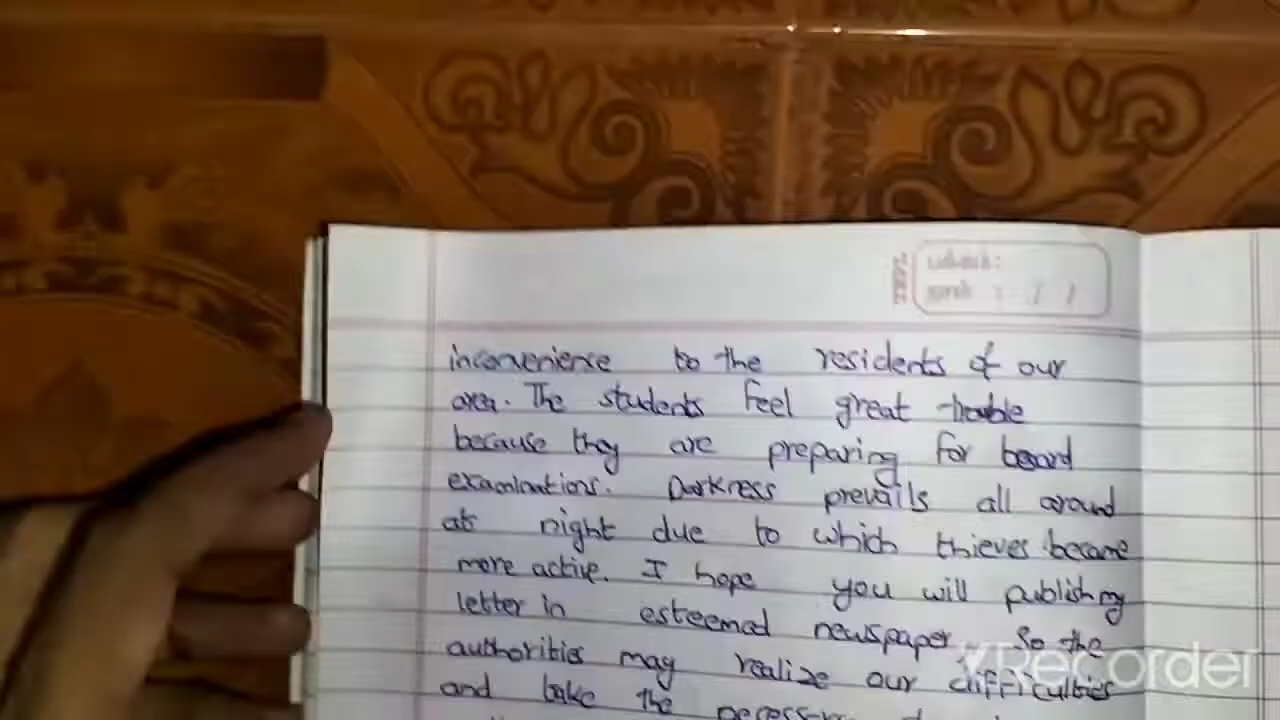 inconvenience to the residents of our
area. The students feel great trouble
because they are preparing for board
examinations. Darkness prevails all around
at night due to which thieves became
more active. I hope you will publish my
letter in esteemed newspaper. So the
authorities may realize our difficulties
and take the
XRecorder